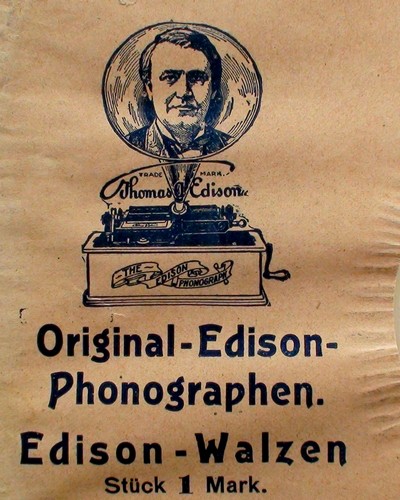 TRADE MARK.
Thomas A Edison
THE EDISON PHONOGRAPH
Original-Edison-
Phonographen.
Edison-Walzen
Stück 1 Mark.